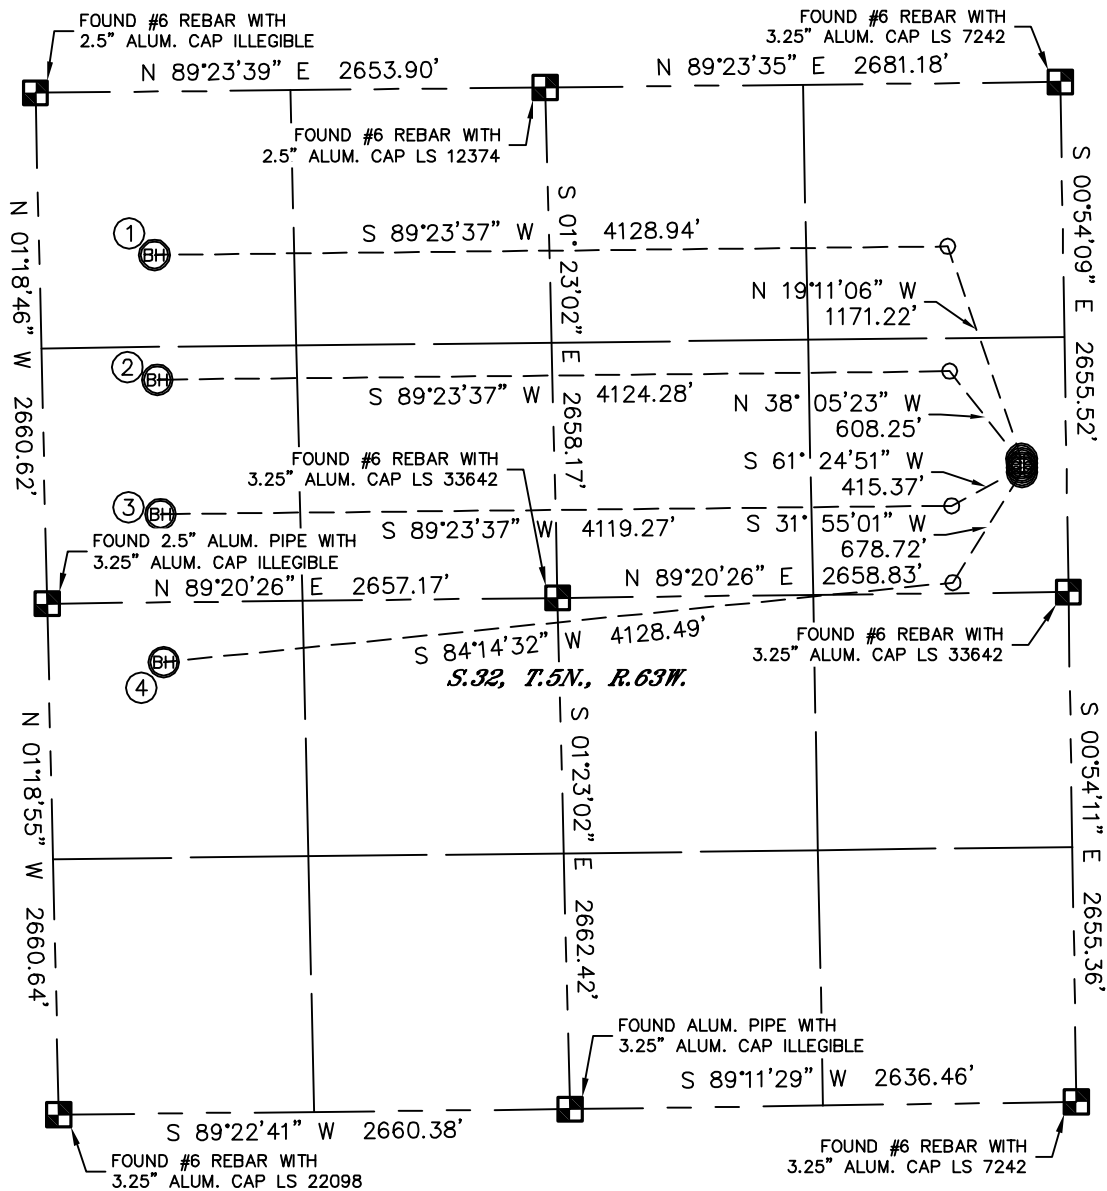 FOUND #6 REBAR WITH
2.5" ALUM. CAP ILLEGIBLE
FOUND #6 REBAR WITH
3.25" ALUM. CAP LS 7242
N 89°23'39" E 2653.90'
N 89°23'35" E 2681.18'
FOUND #6 REBAR WITH
2.5" ALUM. CAP LS 12374
N 01°18'46" W 2660.62'
S 01° 23'02" E 2658.17'
S 00°54'09" E 2655.52'
1
BH
S 89°23'37" W 4128.94'
N 19°11'06" W
1171.22'
2
BH
S 89°23'37" W 4124.28'
N 38° 05'23" W
608.25'
FOUND #6 REBAR WITH
3.25" ALUM. CAP LS 33642
S 61° 24'51" W
415.37'
3
BH
S 89°23'37" W 4119.27'
S 31° 55'01" W
678.72'
FOUND 2.5" ALUM. PIPE WITH
3.25" ALUM. CAP ILLEGIBLE
N 89°20'26" E 2657.17'
N 89°20'26" E 2658.83'
BH
4
S 84°14'32" W 4128.49'
FOUND #6 REBAR WITH
3.25" ALUM. CAP LS 33642
S.32, T.5N., R.63W.
N 01°18'55" W 2660.64'
S 01°23'02" E 2662.42'
S 00°54'11" E 2655.36'
FOUND ALUM. PIPE WITH
3.25" ALUM. CAP ILLEGIBLE
S 89°11'29" W 2636.46'
S 89°22'41" W 2660.38'
FOUND #6 REBAR WITH
3.25" ALUM. CAP LS 22098
FOUND #6 REBAR WITH
3.25" ALUM. CAP LS 7242